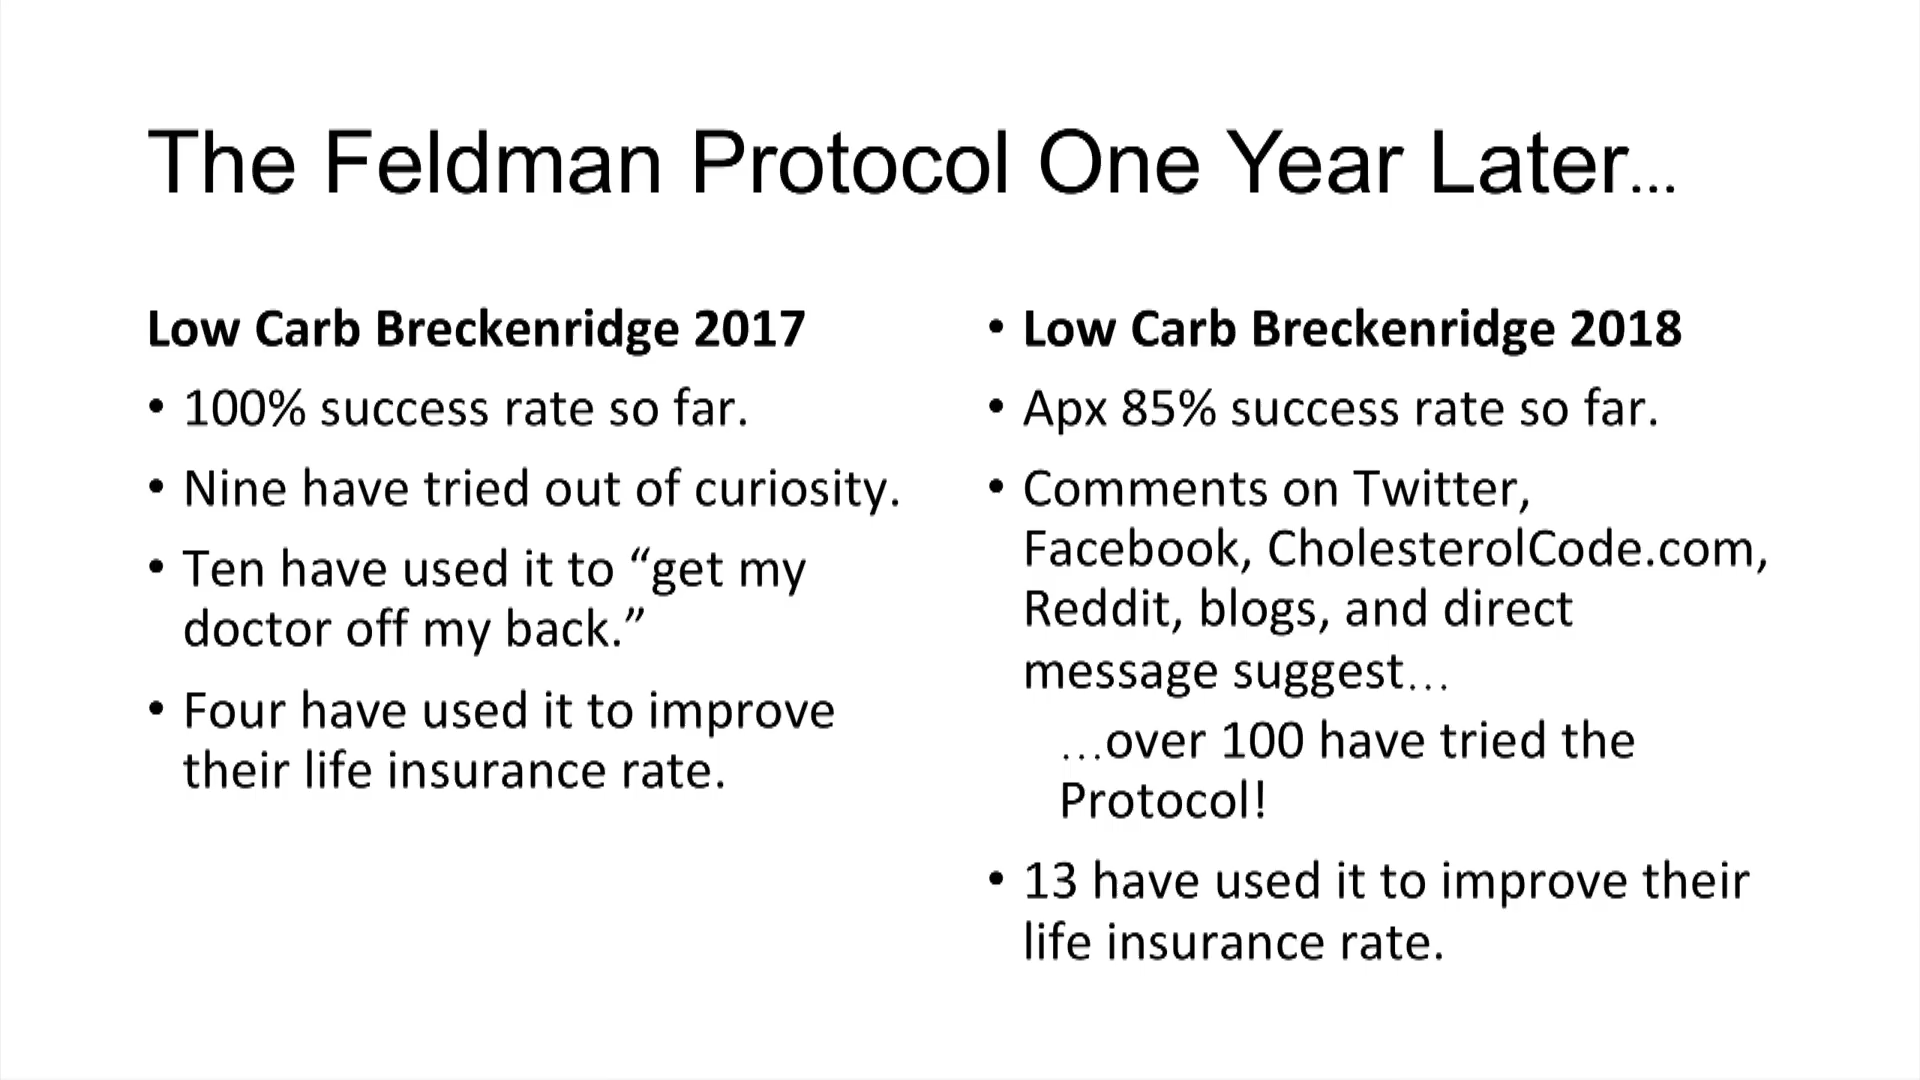 The Feldman Protocol One Year Later...
Low Carb Breckenridge 2017
• 100% success rate so far.
• Nine have tried out of curiosity.
• Ten have used it to “get my
doctor off my back.”
• Four have used it to improve
their life insurance rate.
• Low Carb Breckenridge 2018
• Apx 85% success rate so far.
• Comments on Twitter,
Facebook, CholesterolCode.com,
Reddit, blogs, and direct
message suggest…
…over 100 have tried the
Protocol!
• 13 have used it to improve their
life insurance rate.